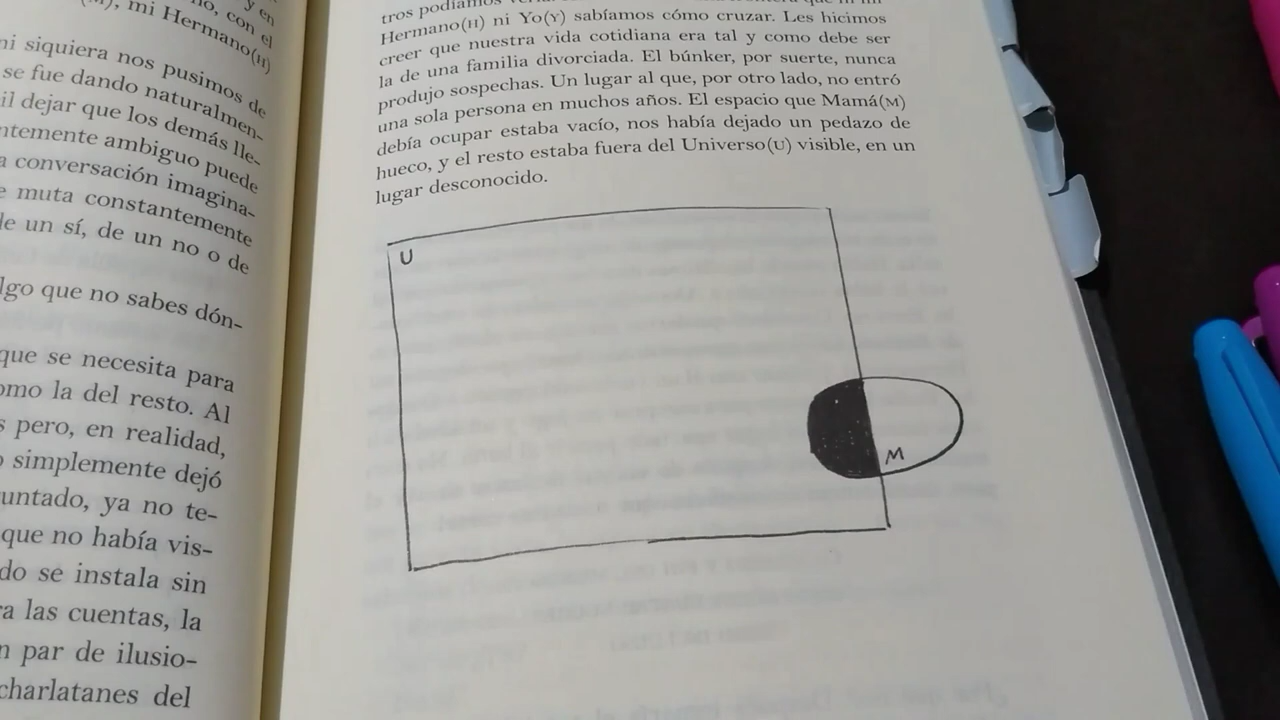 y en
no, con el
(M), mi Hermano(H)
ni siquiera nos pusimos de
se fue dando naturalmen-
il dejar que los demás lle-
ntemente ambiguo puede
a conversación imagina-
e muta constantemente
le un sí, de un no o de
lgo que no sabes dón-
que se necesita para
omo la del resto. Al
s pero, en realidad,
o simplemente dejó
untado, ya no te-
que no había vis-
do se instala sin
ra las cuentas, la
n par de ilusio-
charlatanes del
tros podíamos
Hermano(H) ni Yo(Y) sabíamos cómo cruzar. Les hicimos
creer que nuestra vida cotidiana era tal y como debe ser
la de una familia divorciada. El búnker, por suerte, nunca
produjo sospechas. Un lugar al que, por otro lado, no entró
una sola persona en muchos años. El espacio que Mamá(M)
debía ocupar estaba vacío, nos había dejado un pedazo de
hueco, y el resto estaba fuera del Universo(U) visible, en un
lugar desconocido.
U
M